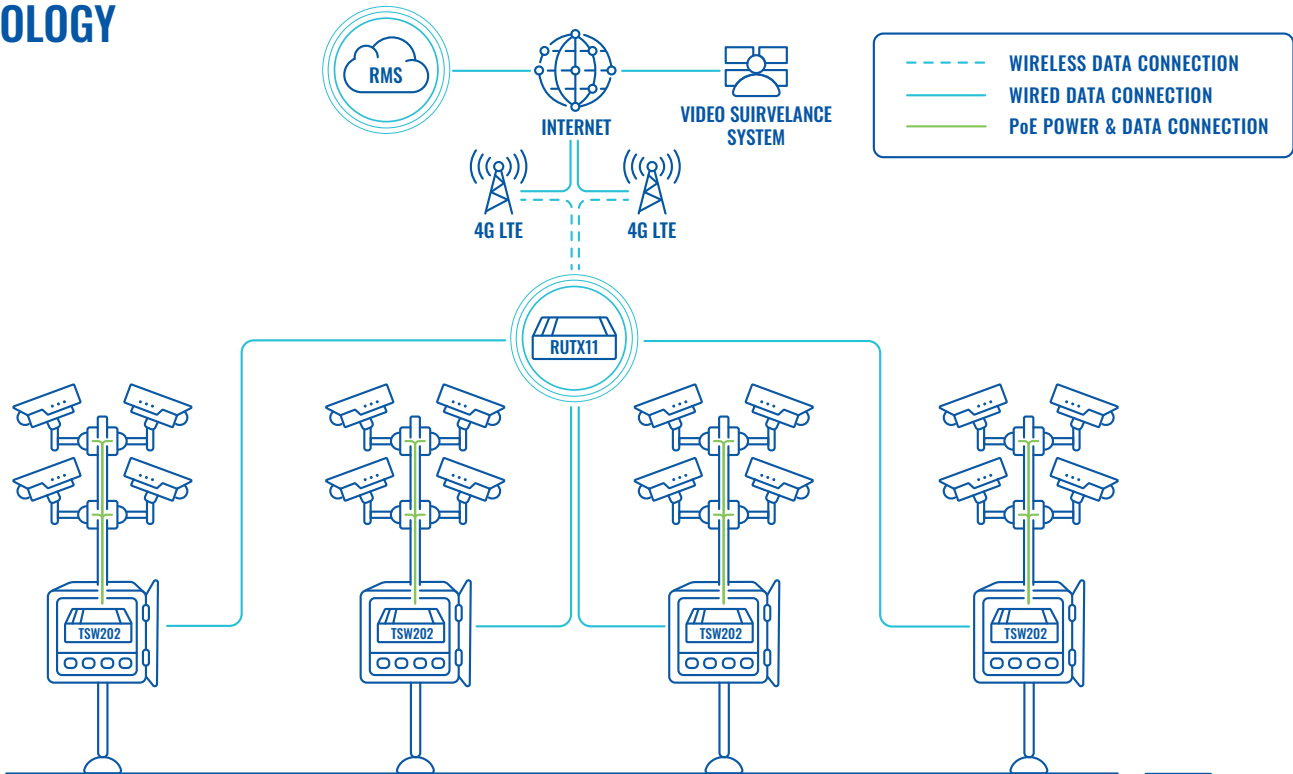 OLOGY
RMS
INTERNET
VIDEO SUIRVELANCE
SYSTEM
WIRELESS DATA CONNECTION
WIRED DATA CONNECTION
PoE POWER & DATA CONNECTION
4G LTE
4G LTE
RUTX11
TSW202
TSW202
TSW202
TSW202